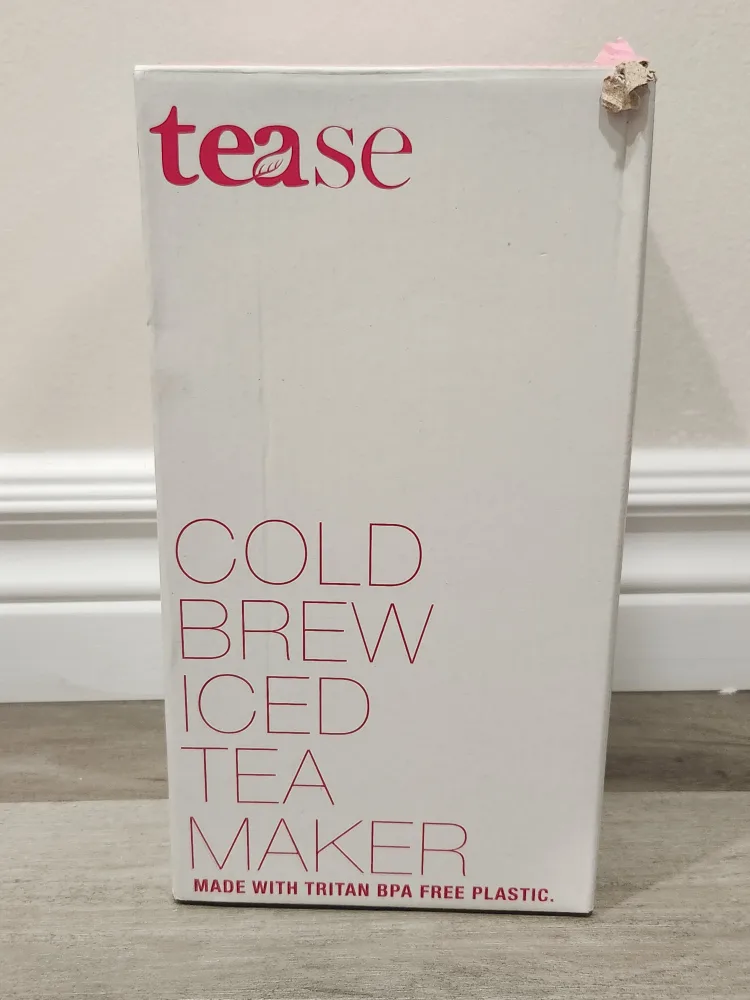 tease
COLD
BREW
ICED
TEA
MAKER
MADE WITH TRITAN BPA FREE PLASTIC.